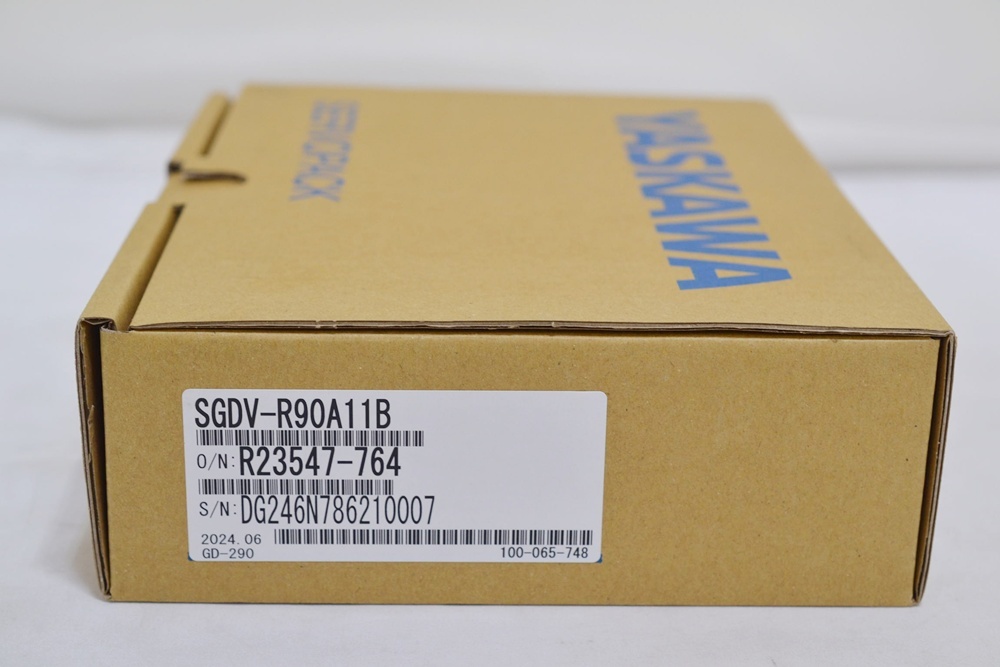 SERVOPACK
YASKAWA
SGDV-R90A11B
O/N:R23547-764
S/N:DG246N786210007
2024.06
GD-290 100-065-748